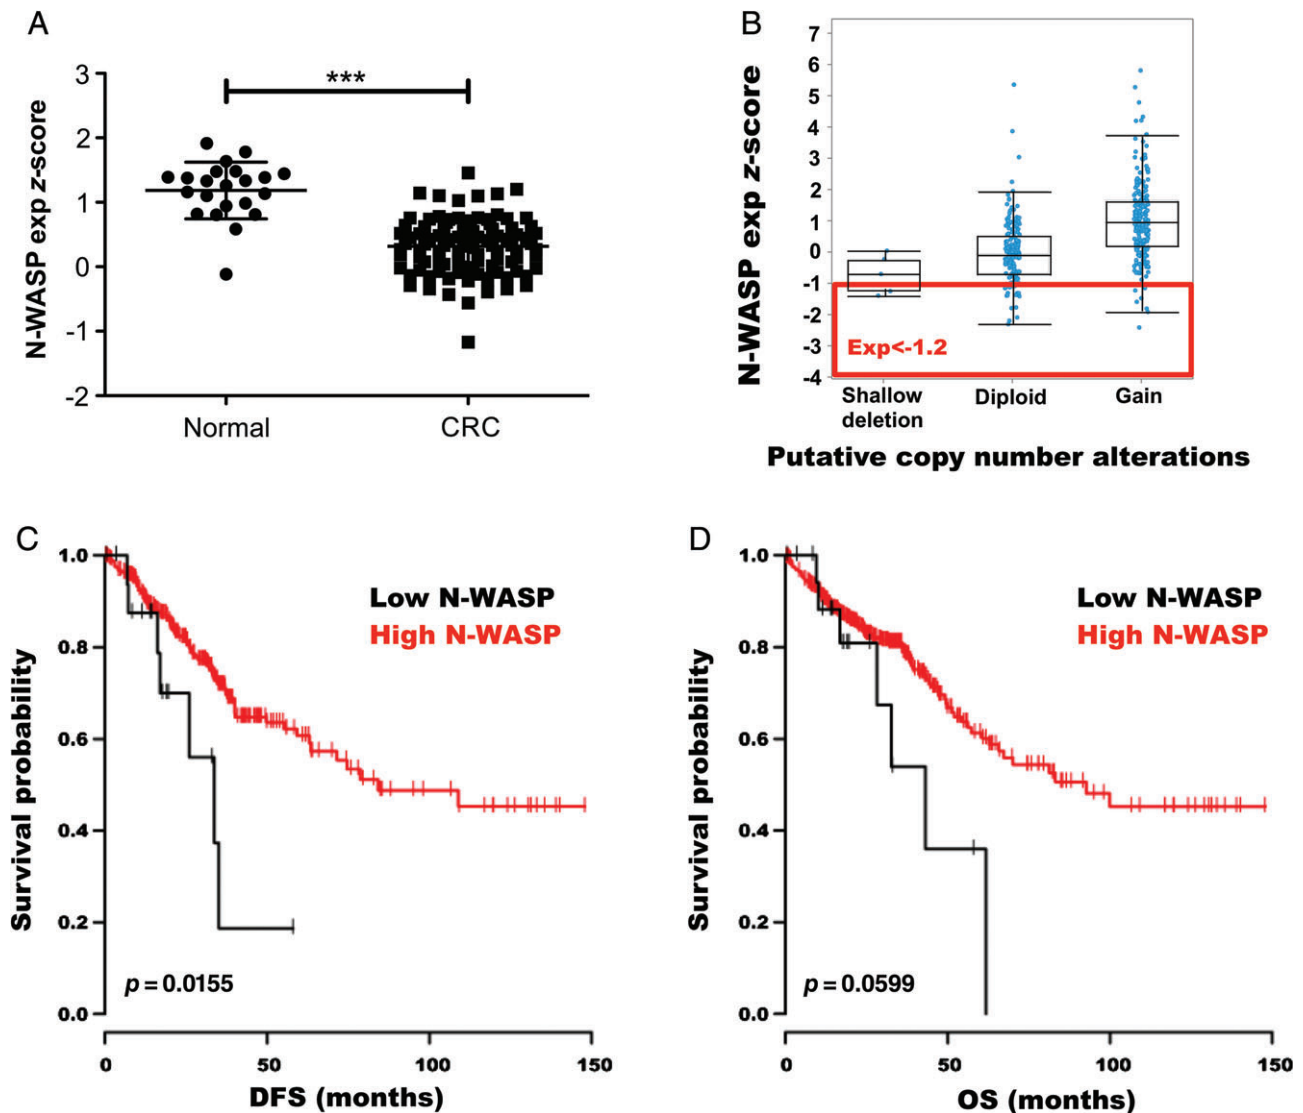 A
N-WASP exp z-score
3
2
1
0
-1
-2
***
Normal
CRC
B
N-WASP exp z-score
7
6
5
4
3
2
1
0
-1
-2
-3
-4
Exp<-1.2
Shallow
deletion
Diploid
Gain
Putative copy number alterations
C
Survival probability
1.0
0.8
0.6
0.4
0.2
0.0
Low N-WASP
High N-WASP
p = 0.0155
0
50
100
150
DFS (months)
D
Survival probability
1.0
0.8
0.6
0.4
0.2
0.0
Low N-WASP
High N-WASP
p = 0.0599
0
50
100
150
OS (months)